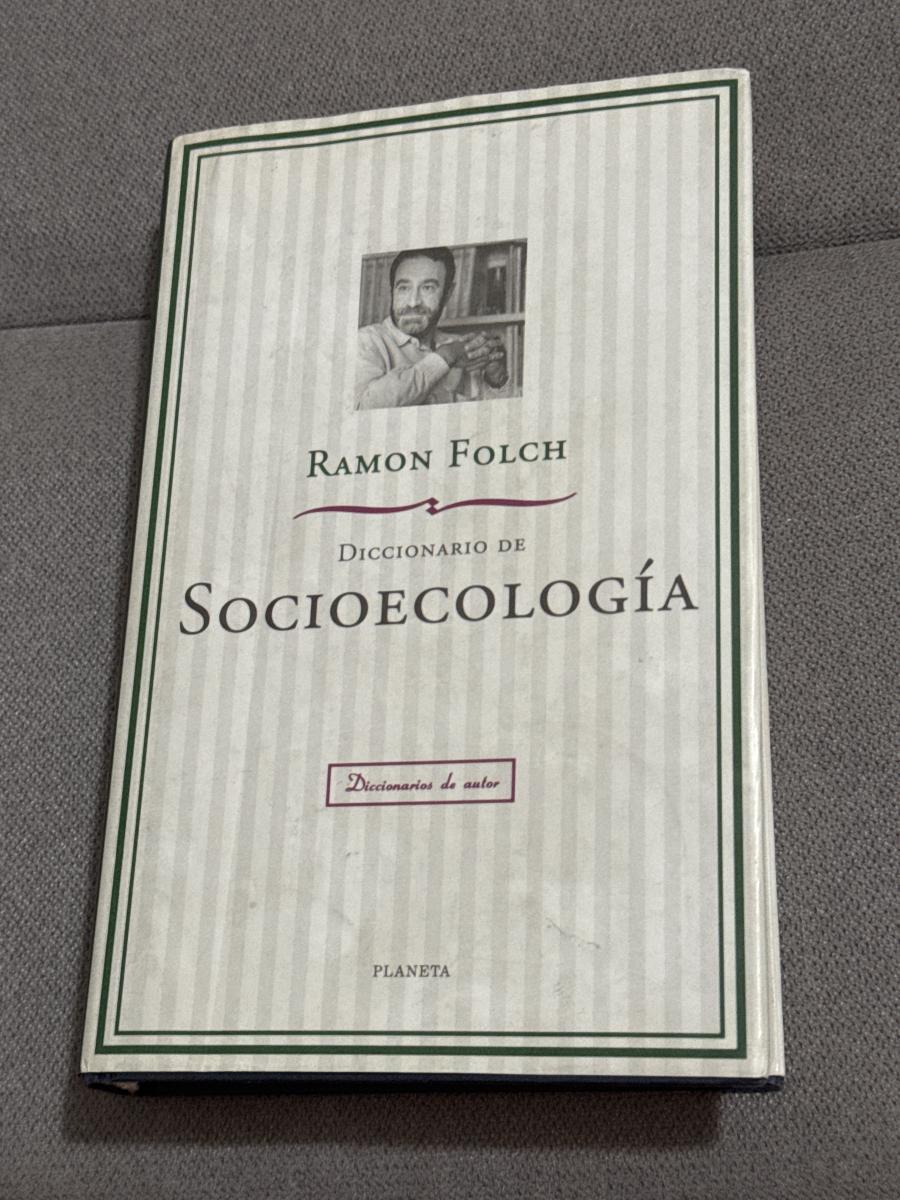 Ramon Folch
Diccionario de
Socioecología
Diccionarios de autor
PLANETA